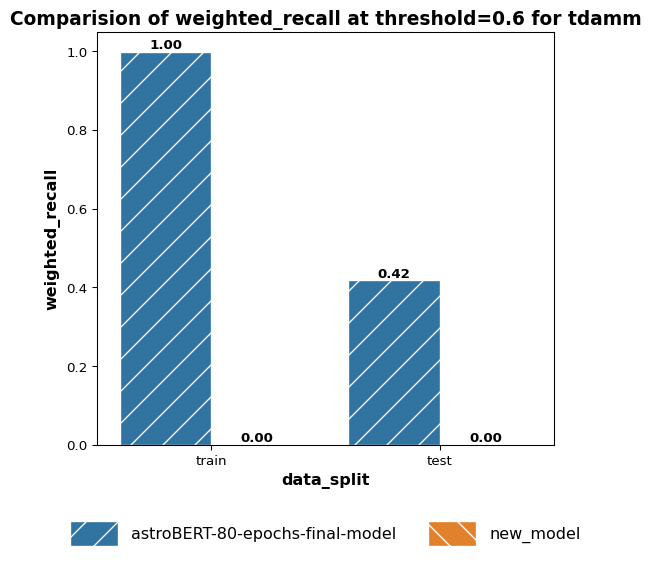 Comparision of weighted_recall at threshold=0.6 for tdamm
weighted_recall
1.0
0.8
0.6
0.4
0.2
0.0
1.00
0.00
0.42
0.00
train
test
data_split
astroBERT-80-epochs-final-model
new_model